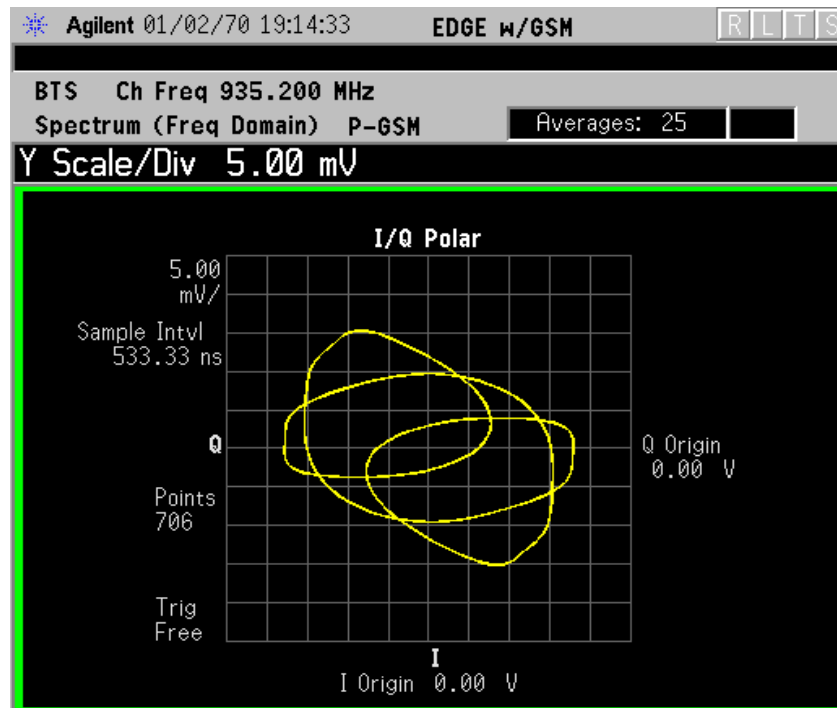 Agilent 01/02/70 19:14:33 EDGE w/GSM R L T S
BTS Ch Freq 935.200 MHz
Spectrum (Freq Domain) P-GSM Averages: 25
Y Scale/Div 5.00 mV
I/Q Polar
5.00
mV/
Sample Intvl
533.33 ns
Q
Q Origin
0.00 V
Points
706
Trig
Free
I
I Origin 0.00 V